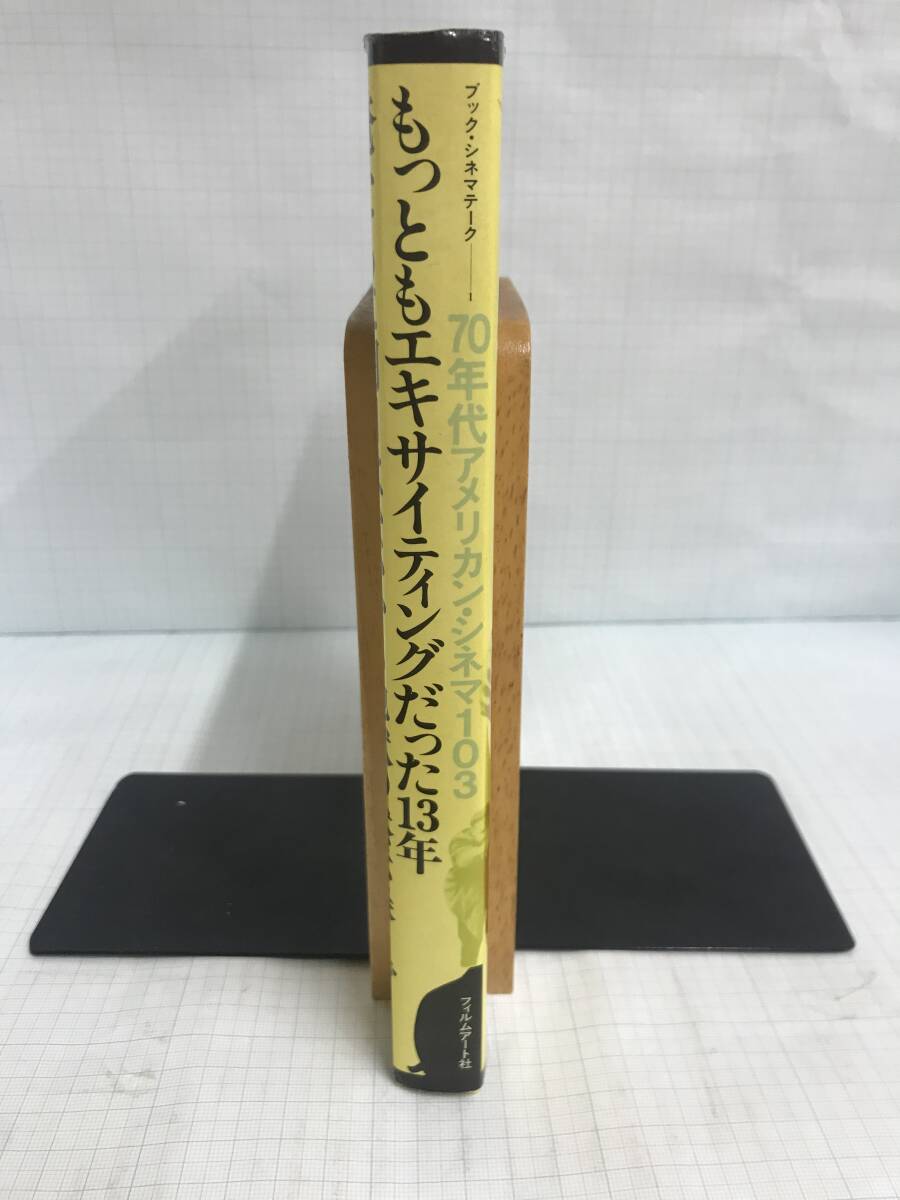 ブック・シネマテーク——1
70年代アメリカン・シネマ103
もっともエキサイティングだった13年
フィルムアート社